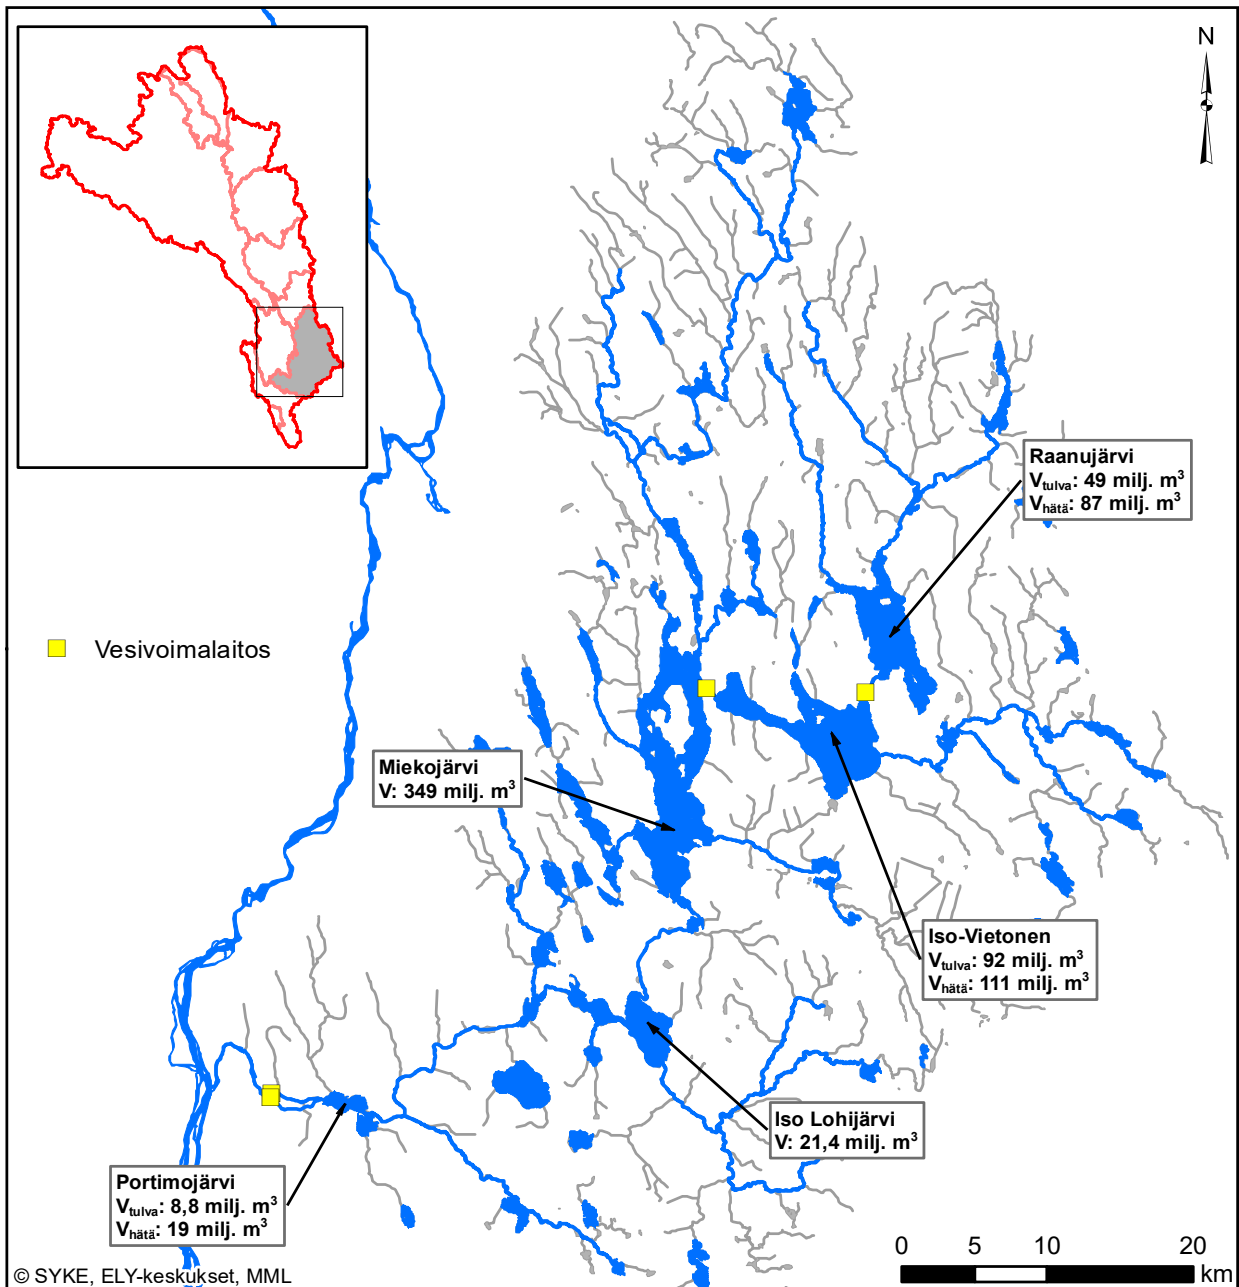 N
Raanujärvi
Vtulva: 49 milj. m³
Vhätä: 87 milj. m³
Vesivoimalaitos
Miekojärvi
V: 349 milj. m³
Iso-Vietonen
Vtulva: 92 milj. m³
Vhätä: 111 milj. m³
Iso Lohijärvi
V: 21,4 milj. m³
Portimojärvi
Vtulva: 8,8 milj. m³
Vhätä: 19 milj. m³
0 5 10 20
km
© SYKE, ELY-keskukset, MML